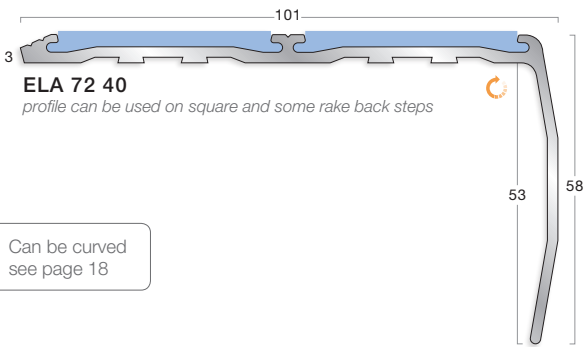 101
3
ELA 72 40
profile can be used on square and some rake back steps
53
58
Can be curved
see page 18